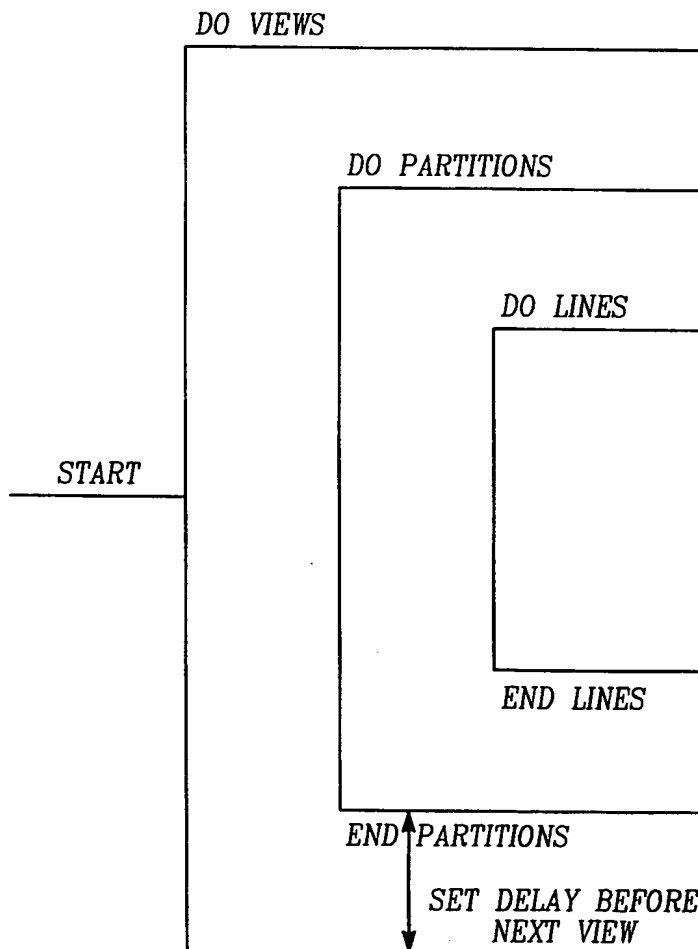 DO VIEWS
DO PARTITIONS
DO LINES
START
END LINES
END PARTITIONS
SET DELAY BEFORE
NEXT VIEW